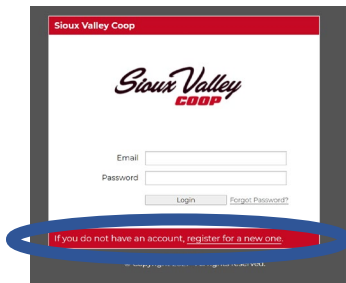 Sioux Valley Coop
Sioux Valley
COOP
Email
Password
Login Forgot Password?
If you do not have an account, register for a new one.
reserved.